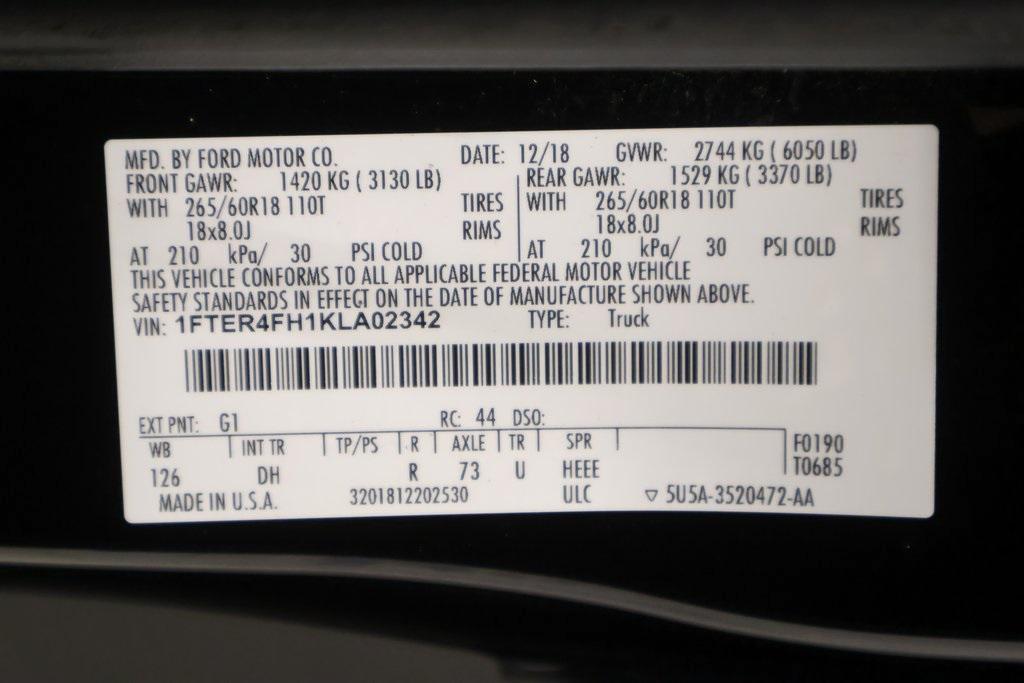 MFD. BY FORD MOTOR CO. DATE: 12/18 GVWR: 2744 KG ( 6050 LB)
FRONT GAWR: 1420 KG ( 3130 LB) REAR GAWR: 1529 KG ( 3370 LB)
WITH 265/60R18 110T TIRES WITH 265/60R18 110T TIRES
18x8.0J RIMS 18x8.0J RIMS
AT 210 kPa/ 30 PSI COLD AT 210 kPa/ 30 PSI COLD
THIS VEHICLE CONFORMS TO ALL APPLICABLE FEDERAL MOTOR VEHICLE
SAFETY STANDARDS IN EFFECT ON THE DATE OF MANUFACTURE SHOWN ABOVE.
VIN: 1FTER4FH1KLA02342 TYPE: Truck
EXT PNT: G1 RC: 44 DSO:
WB INT TR TP/PS R AXLE TR SPR F0190
126 DH R 73 U HEEE T0685
MADE IN U.S.A. 3201812202530 ULC ▽ 5U5A-3520472-AA